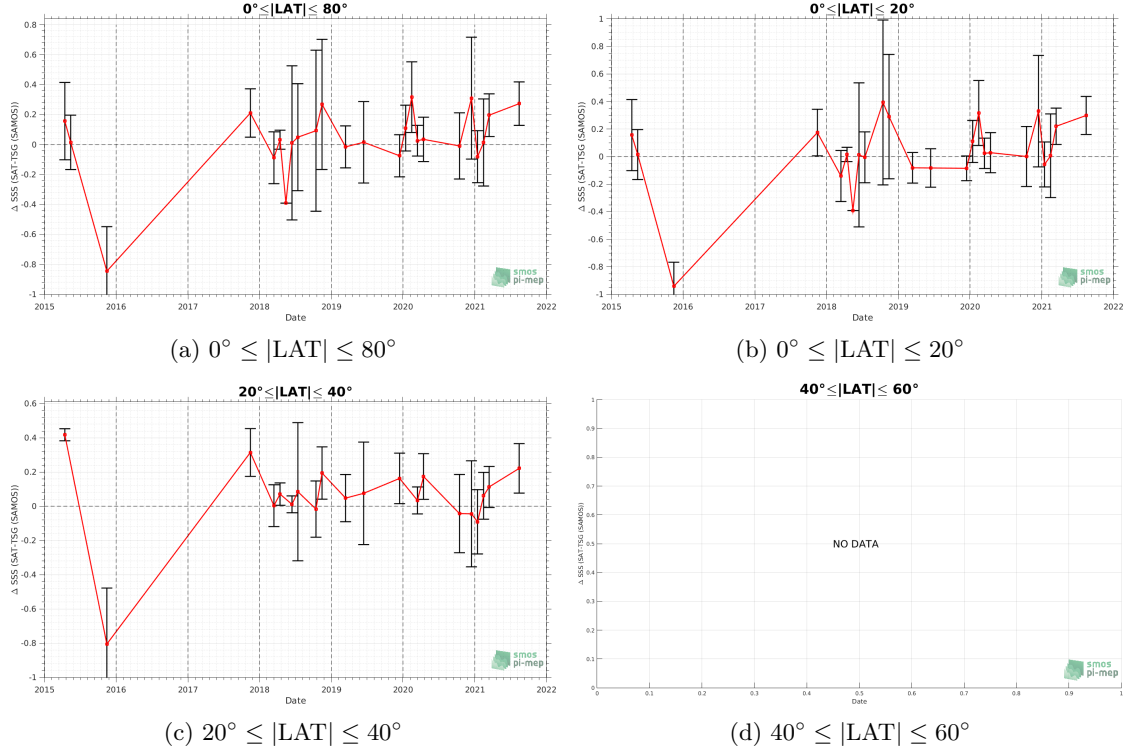 0°≤|LAT|≤ 80°
Δ SSS (SAT-TSG (SAMOS))
0.8
0.6
0.4
0.2
0
-0.2
-0.4
-0.6
-0.8
-1
2015 2016 2017 2018 2019 2020 2021 2022
Date
smos
pi-mep
(a) 0° ≤ |LAT| ≤ 80°
0°≤|LAT|≤ 20°
Δ SSS (SAT-TSG (SAMOS))
1
0.8
0.6
0.4
0.2
0
-0.2
-0.4
-0.6
-0.8
-1
2015 2016 2017 2018 2019 2020 2021 2022
Date
smos
pi-mep
(b) 0° ≤ |LAT| ≤ 20°
20°≤|LAT|≤ 40°
Δ SSS (SAT-TSG (SAMOS))
0.6
0.4
0.2
0
-0.2
-0.4
-0.6
-0.8
-1
2015 2016 2017 2018 2019 2020 2021 2022
Date
smos
pi-mep
(c) 20° ≤ |LAT| ≤ 40°
40°≤|LAT|≤ 60°
Δ SSS (SAT-TSG (SAMOS))
1
0.9
0.8
0.7
0.6
0.5
0.4
0.3
0.2
0.1
0
NO DATA
0 0.1 0.2 0.3 0.4 0.5 0.6 0.7 0.8 0.9 1
Date
smos
pi-mep
(d) 40° ≤ |LAT| ≤ 60°